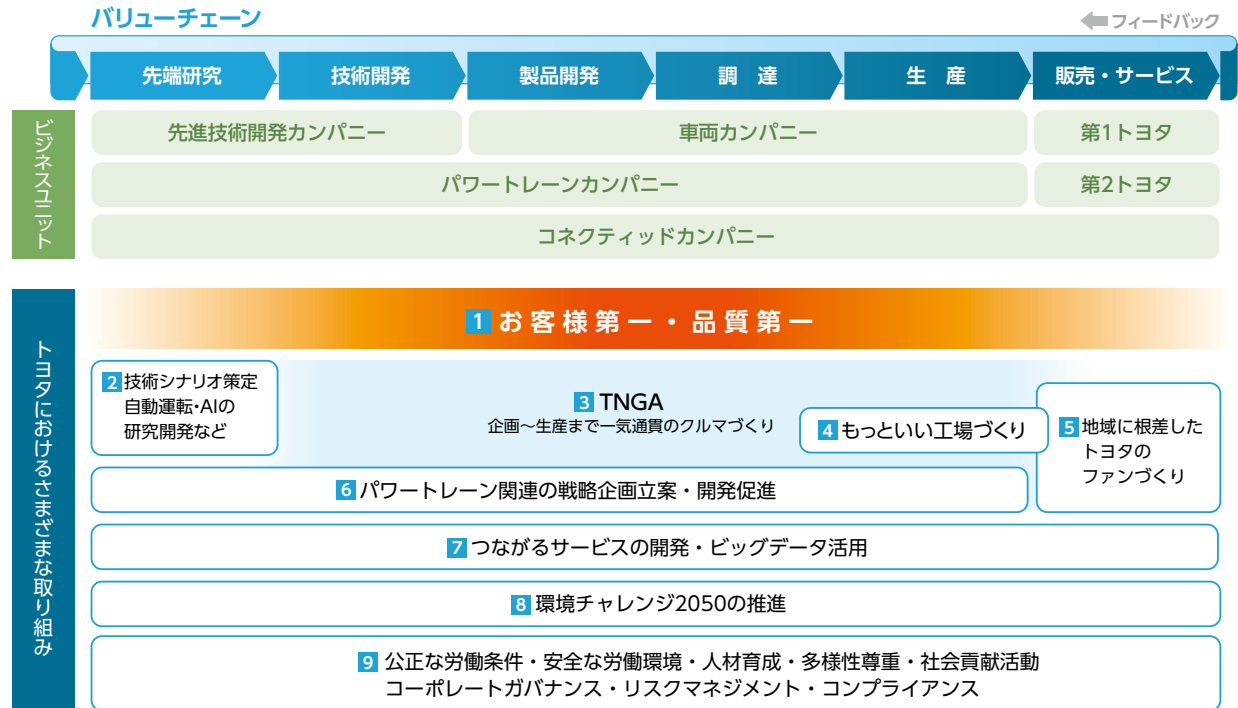 バリューチェーン
フィードバック
先端研究
技術開発
製品開発
調 達
生 産
販売・サービス
ビジネスユニット
先進技術開発カンパニー
車両カンパニー
第1トヨタ
パワートレーンカンパニー
第2トヨタ
コネクティッドカンパニー
トヨタにおけるさまざまな取り組み
1 お客様第一・品質第一
2 技術シナリオ策定
自動運転・AIの
研究開発など
3 TNGA
企画～生産まで一気通貫のクルマづくり
4 もっといい工場づくり
5 地域に根差した
トヨタの
ファンづくり
6 パワートレーン関連の戦略企画立案・開発促進
7 つながるサービスの開発・ビッグデータ活用
8 環境チャレンジ2050の推進
9 公正な労働条件・安全な労働環境・人材育成・多様性尊重・社会貢献活動
コーポレートガバナンス・リスクマネジメント・コンプライアンス